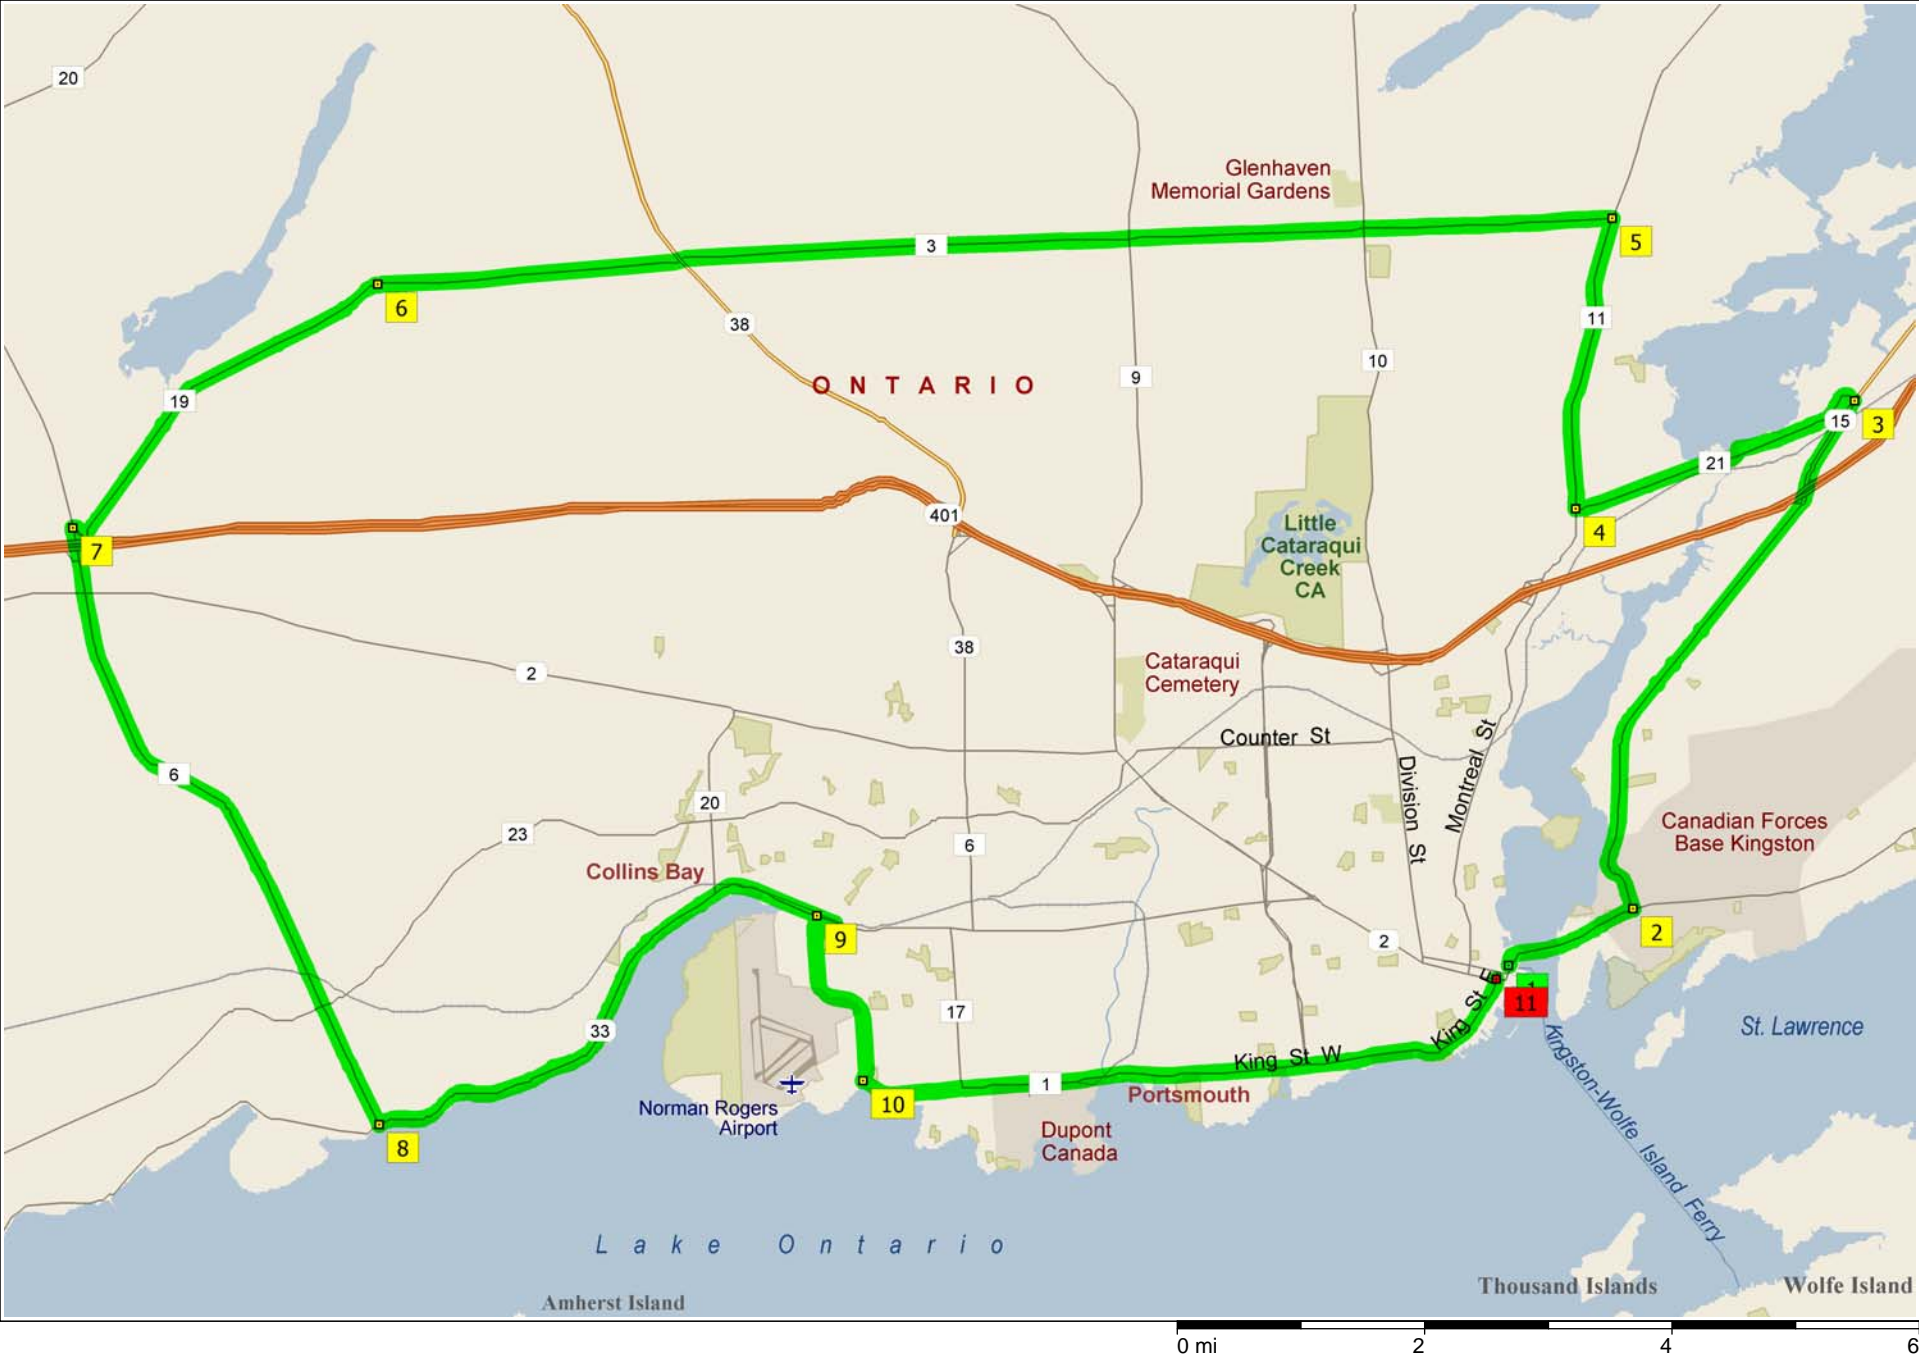 20
Glenhaven
Memorial Gardens
3
5
6
38
11
O N T A R I O
10
9
19
15
3
21
401
4
Little
Cataraqui
Creek
CA
7
38
2
Cataraqui
Cemetery
Counter St
Division St
Montreal St
6
20
23
6
Canadian Forces
Base Kingston
Collins Bay
9
2
2
King St E
1
11
17
33
King St W
St. Lawrence
Kingston-Wolfe Island Ferry
1
10
Portsmouth
Norman Rogers
Airport
Dupont
Canada
8
Lake Ontario
Thousand Islands
Wolfe Island
Amherst Island
0 mi 2 4 6